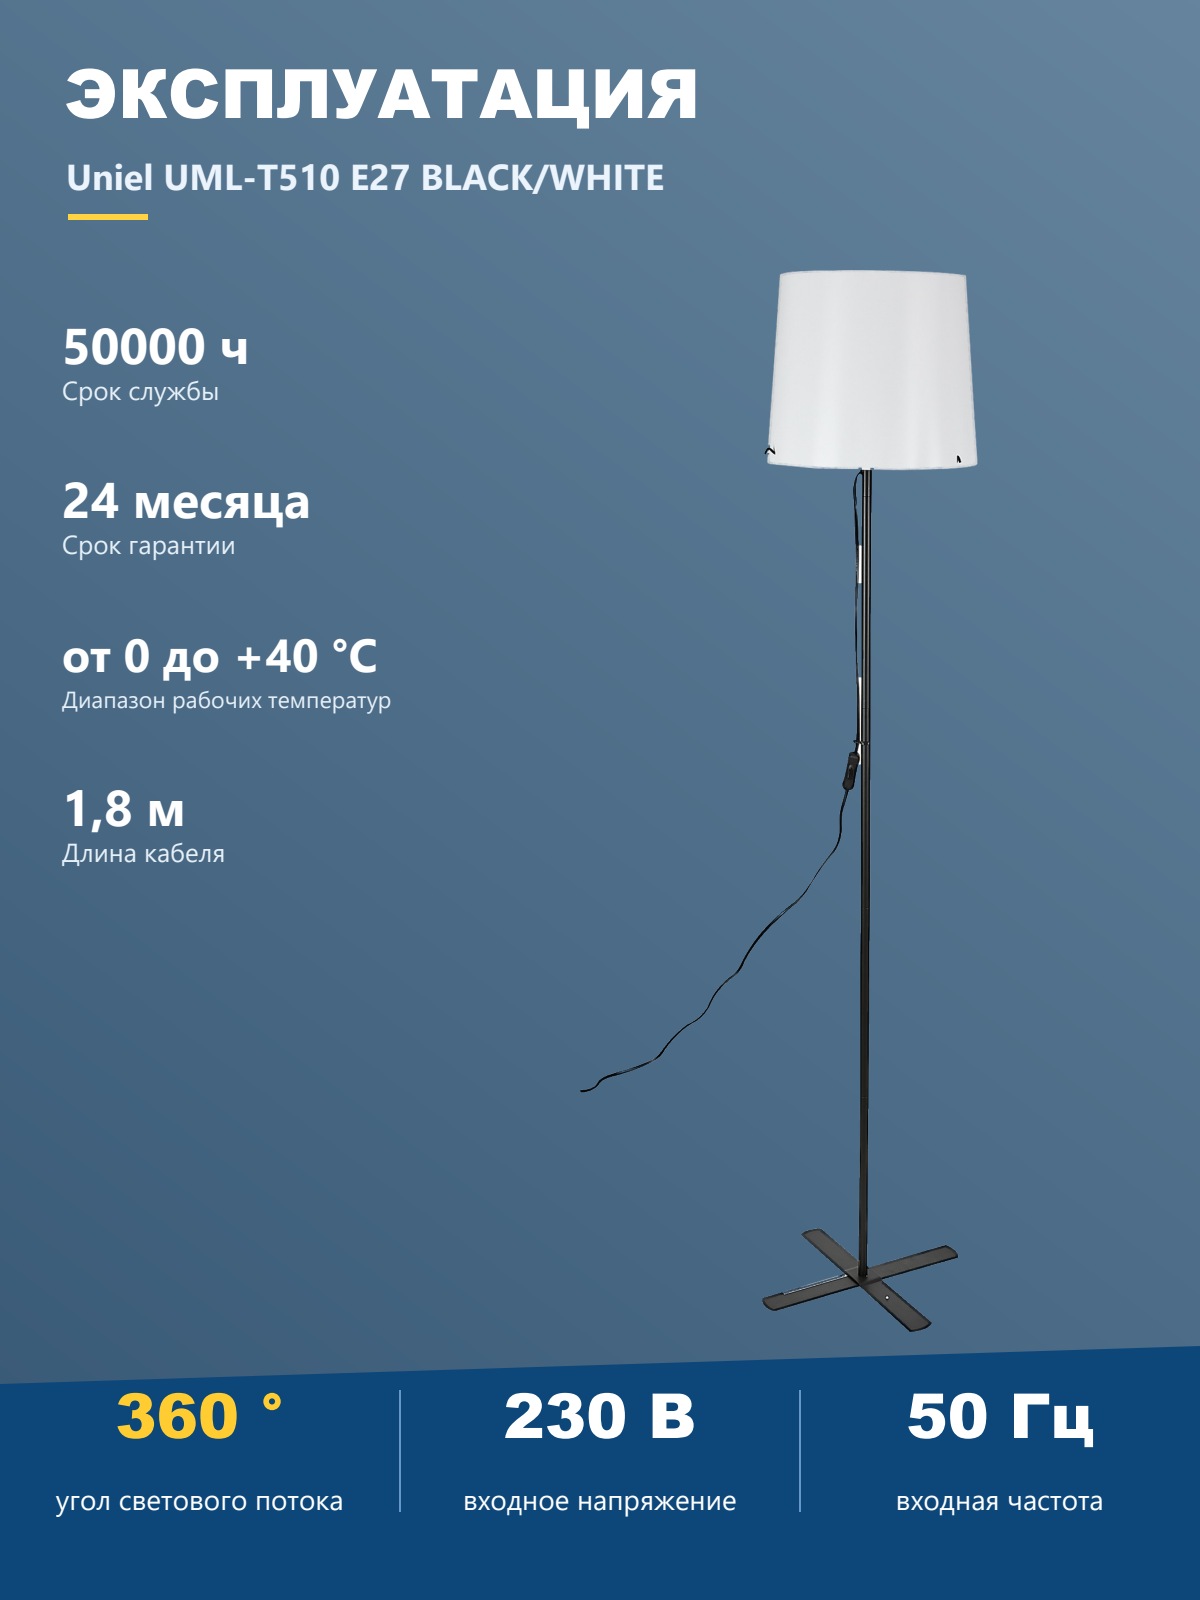 ЭКСПЛУАТАЦИЯ
Uniel UML-T510 E27 BLACK/WHITE
50000 ч
Срок службы
24 месяца
Срок гарантии
от 0 до +40 °C
Диапазон рабочих температур
1,8 м
Длина кабеля
360 °
угол светового потока
230 В
входное напряжение
50 Гц
входная частота